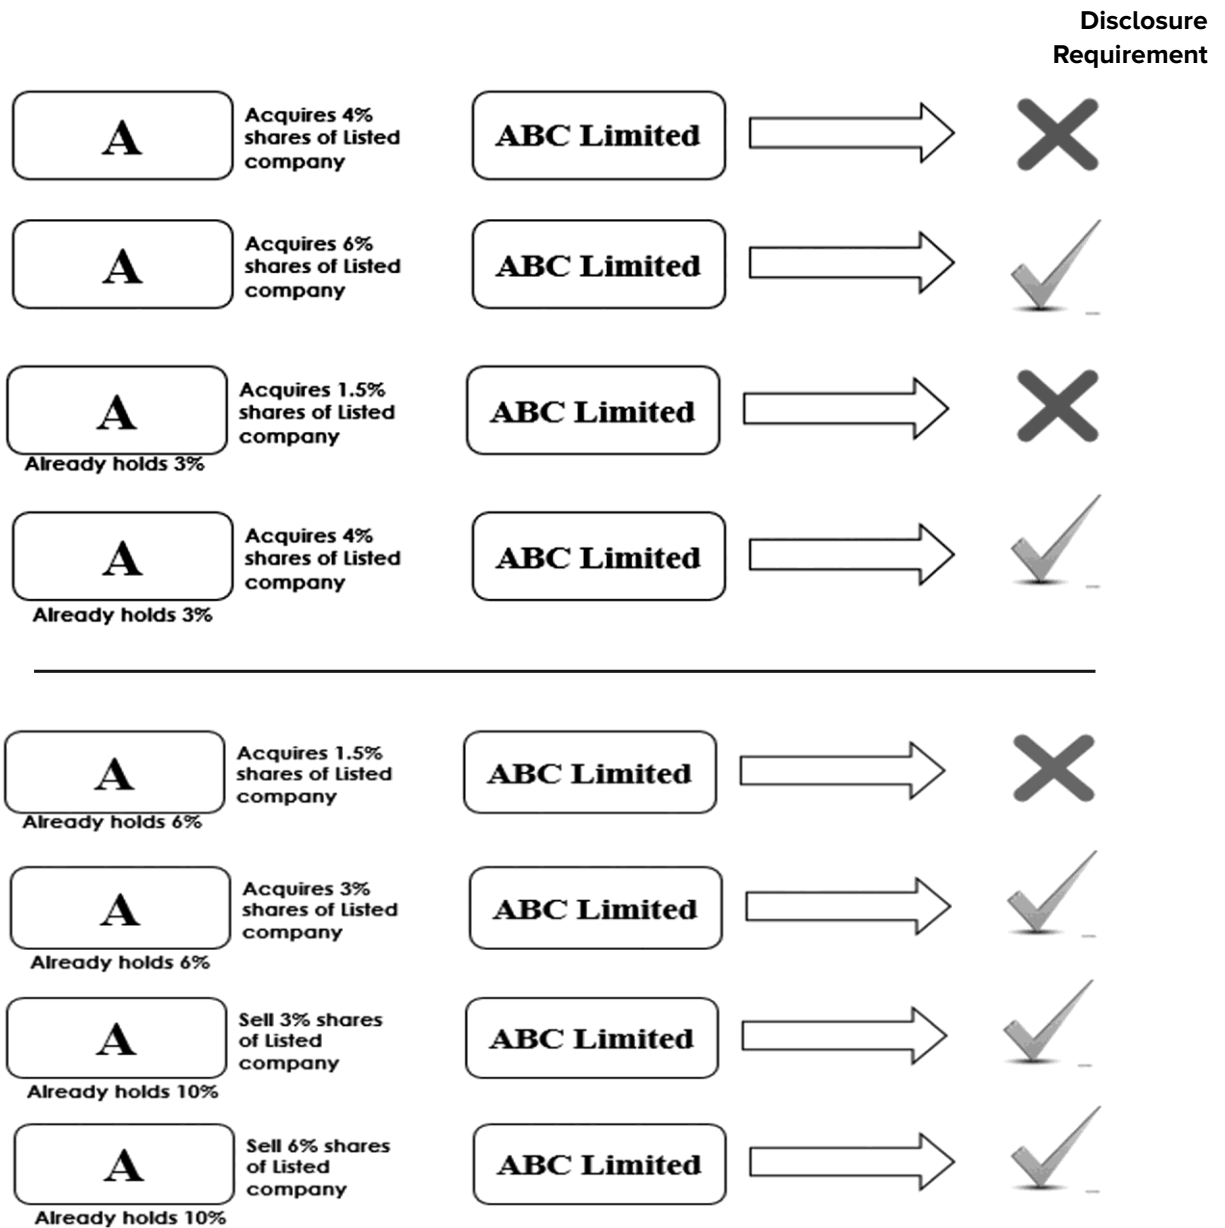 Disclosure
Requirement
A
Acquires 4%
shares of Listed
company
ABC Limited
A
Acquires 6%
shares of Listed
company
ABC Limited
A
Already holds 3%
Acquires 1.5%
shares of Listed
company
ABC Limited
A
Already holds 3%
Acquires 4%
shares of Listed
company
ABC Limited
A
Already holds 6%
Acquires 1.5%
shares of Listed
company
ABC Limited
A
Already holds 6%
Acquires 3%
shares of Listed
company
ABC Limited
A
Already holds 10%
Sell 3% shares
of Listed
company
ABC Limited
A
Already holds 10%
Sell 6% shares
of Listed
company
ABC Limited